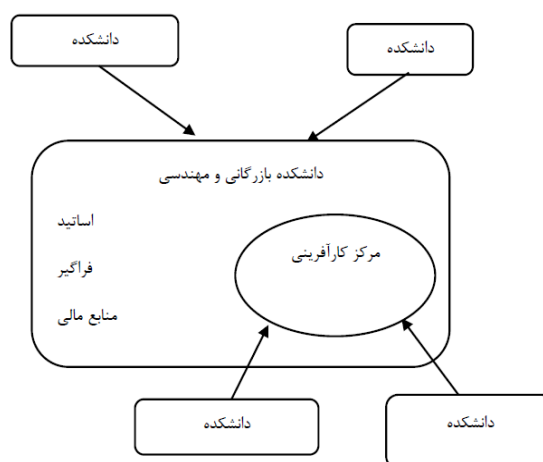 دانشکده
دانشکده
دانشکده بازرگانی و مهندسی
اساتید
مرکز کارآفرینی
فراگیر
منابع مالی
دانشکده
دانشکده